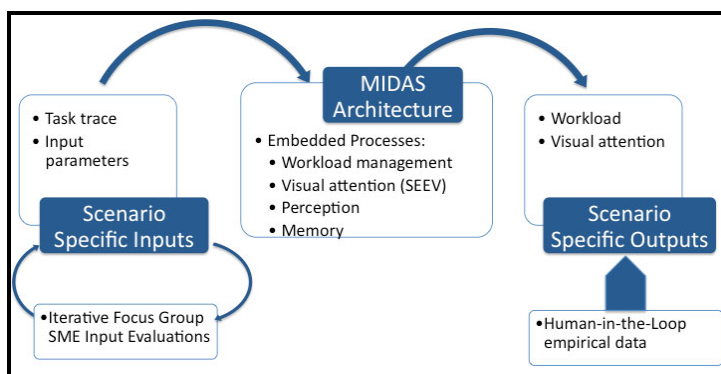 • Task trace
• Input
parameters
Scenario
Specific Inputs
•Iterative Focus Group
SME Input Evaluations
MIDAS
Architecture
• Embedded Processes:
• Workload management
• Visual attention (SEEV)
• Perception
• Memory
• Workload
• Visual attention
Scenario
Specific Outputs
•Human-in-the-Loop
empirical data